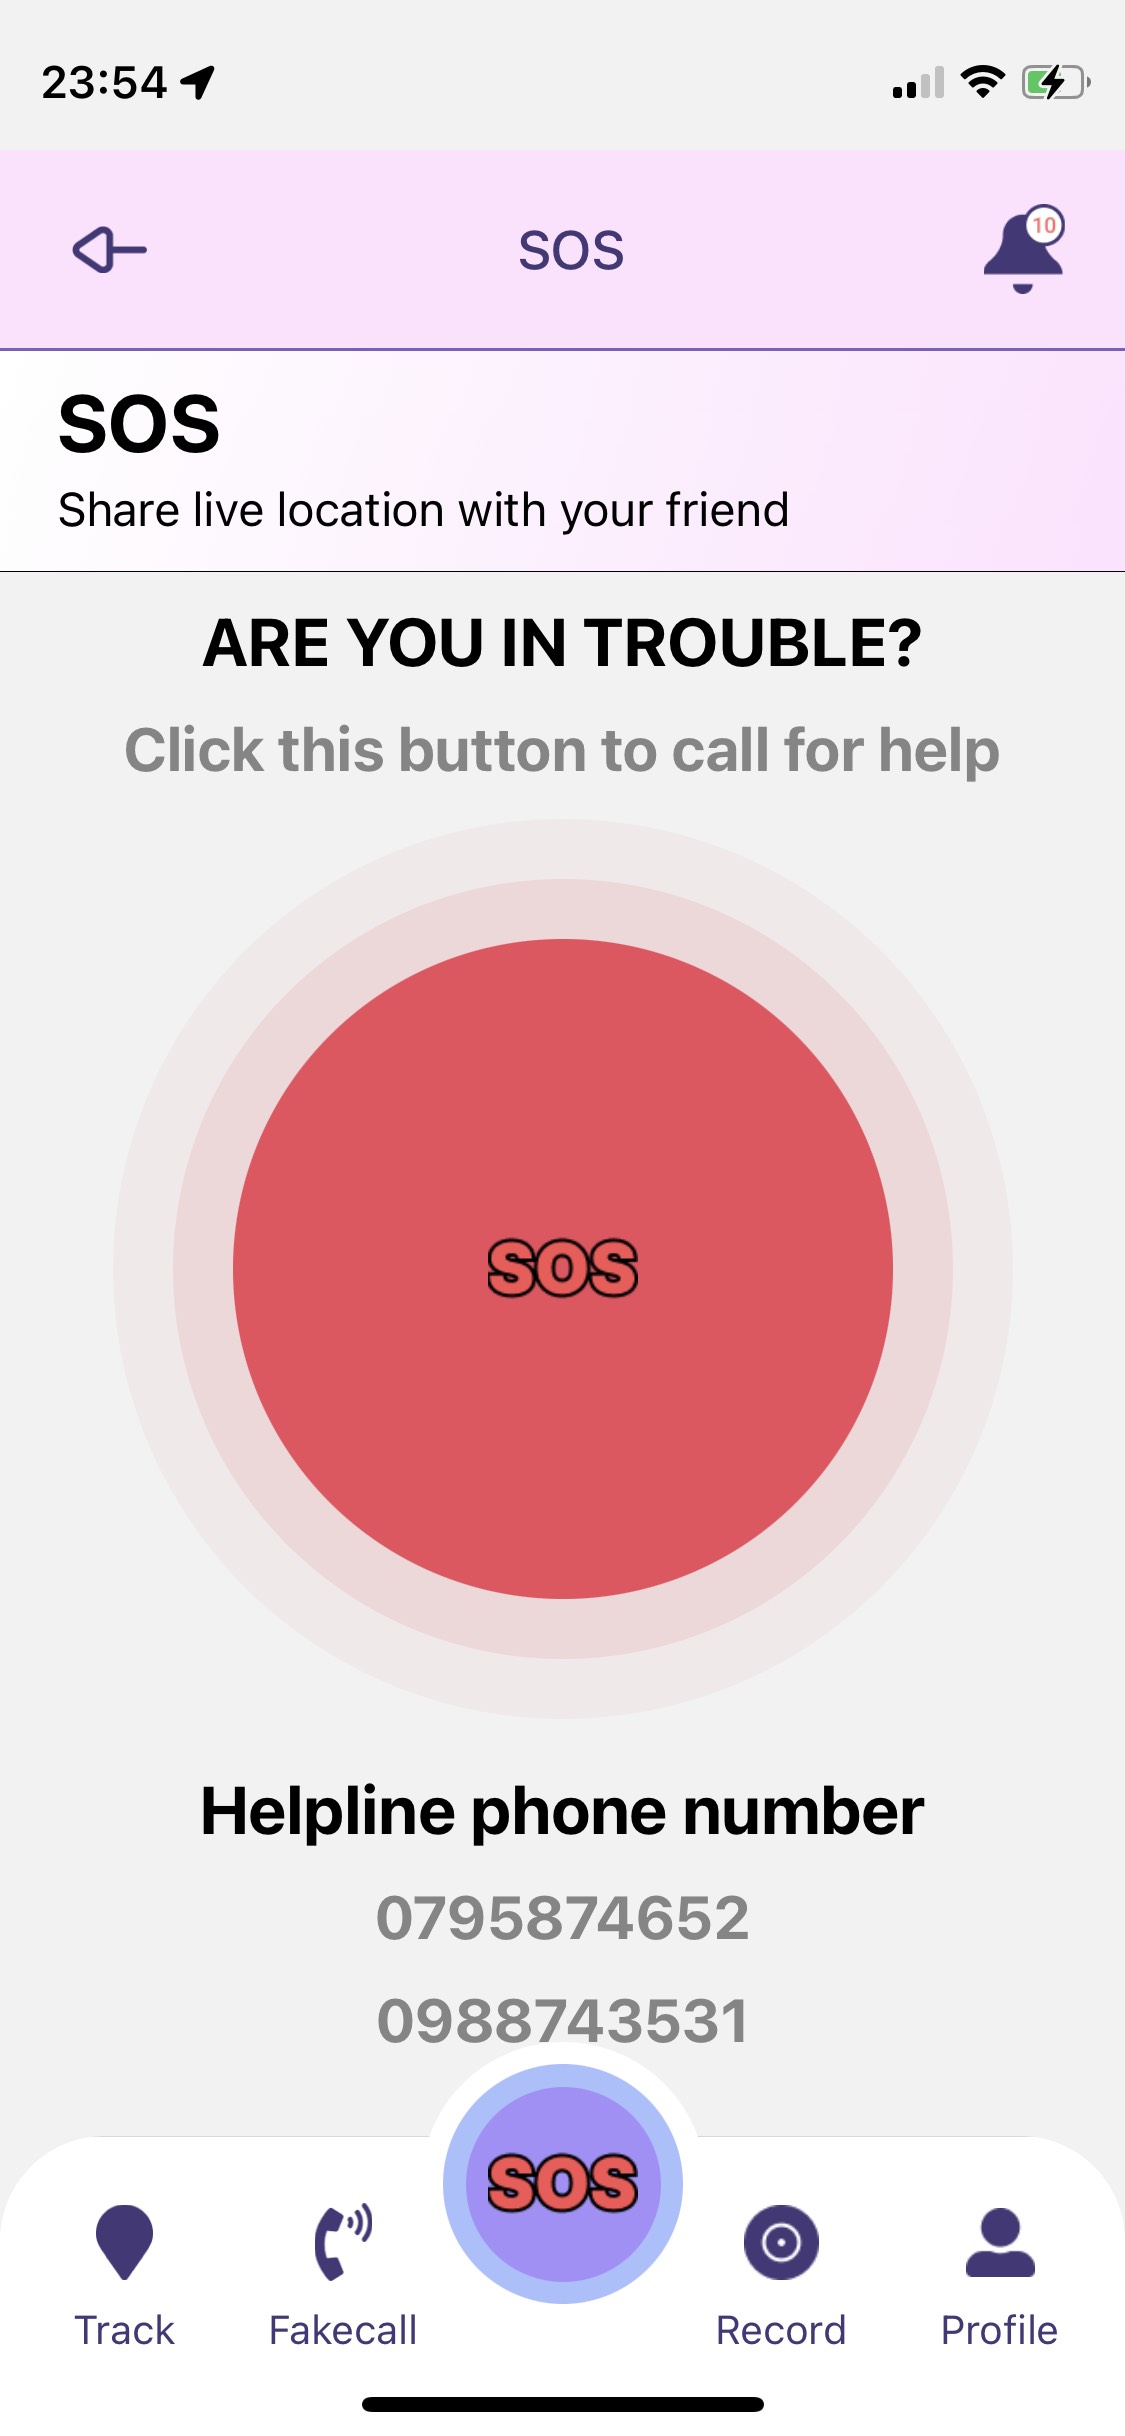 23:54
SOS
10
SOS
Share live location with your friend
ARE YOU IN TROUBLE?
Click this button to call for help
SOS
Helpline phone number
0795874652
0988743531
SOS
Track
Fakecall
Record
Profile